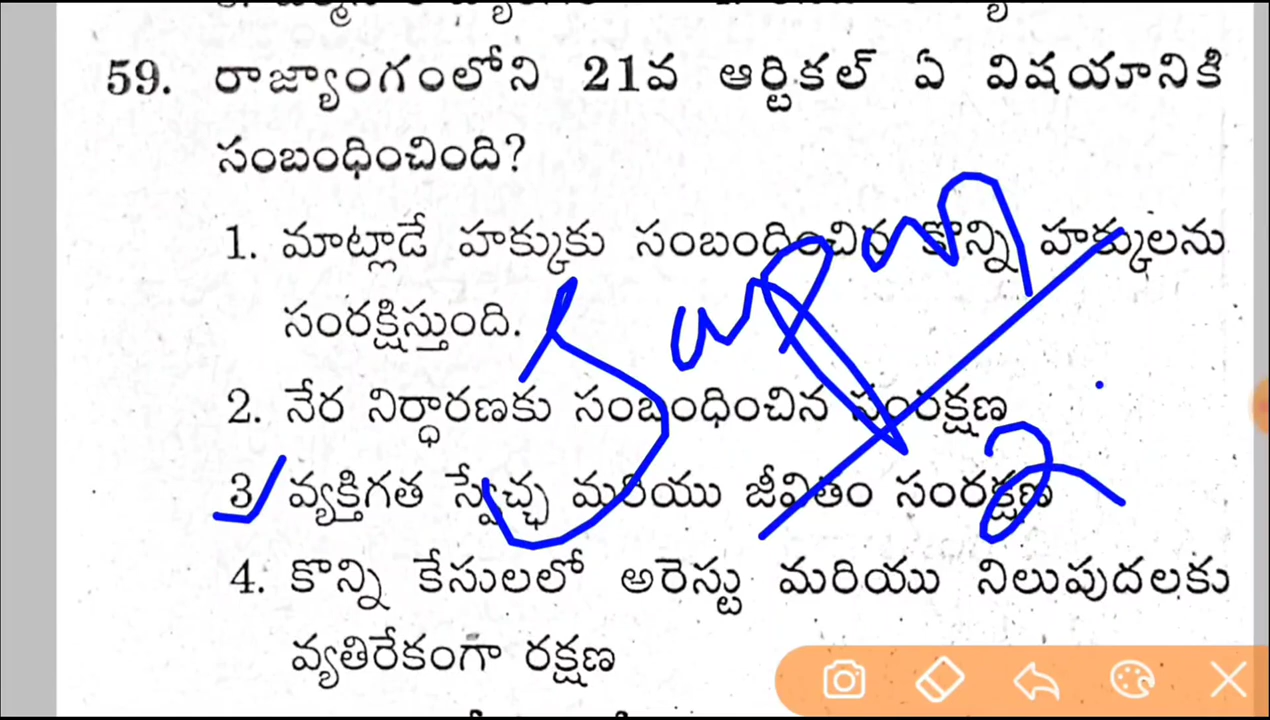 59. రాజ్యాంగంలోని 21వ ఆర్టికల్ ఏ విషయానికి
సంబంధించింది?
1. మాట్లాడే హక్కుకు సంబంధించిన కొన్ని హక్కులను
సంరక్షిస్తుంది.
2. నేర నిర్ధారణకు సంబంధించిన సంరక్షణ
3. వ్యక్తిగత స్వేచ్ఛ మరియు జీవితం సంరక్షణ
4. కొన్ని కేసులలో అరెస్టు మరియు నిలుపుదలకు
వ్యతిరేకంగా రక్షణ